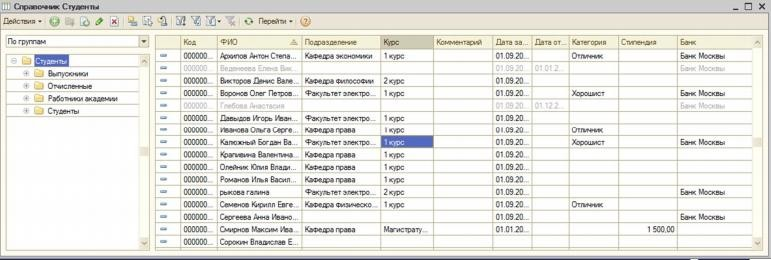 Справочник Студенты
Действия Перейти
По группам
Студенты
Выпускники
Отчисленные
Работники академии
Студенты
Код ФИО Подразделение Курс Комментарий Дата за... Дата от... Категория Стипендия Банк
000000... Архипов Антон Степа... Кафедра экономики 1 курс 01.09.20... Отличник Банк Москвы
000000... Веденеева Елена Вик... 01.09.20... 01.01.2... Банк Москвы
000000... Викторов Денис Вале... Кафедра философии 2 курс 01.09.20...
000000... Воронов Олег Петров... Факультет электро... 1 курс 01.09.20... Хорошист Банк Москвы
000000... Глебова Анастасия 01.09.20... 01.12.2... Банк Москвы
000000... Давыдов Игорь Иван... Факультет электро... 1 курс 01.09.20...
000000... Иванова Ольга Серге... Кафедра права 1 курс 01.09.20... Отличник
000000... Калюжный Богдан Ва... Факультет электро... 1 курс 01.09.20... Хорошист Банк Москвы
000000... Крапивина Валентина... Кафедра права 1 курс 01.09.20...
000000... Олейник Юлия Влади... Кафедра права 1 курс 01.09.20...
000000... Романов Илья Васил... Кафедра права 1 курс 01.09.20...
000000... рыкова галина Факультет электро... 2 курс 01.09.20... Банк Москвы
000000... Семенов Кирилл Евге... Кафедра физическо... 1 курс 01.09.20... Отличник
000000... Сергеева Анна Ивано... Банк Москвы
000000... Смирнов Максим Ива... Кафедра права Магистрату... 01.01.20... 1 500,00
000000... Сорокин Владислав Е...